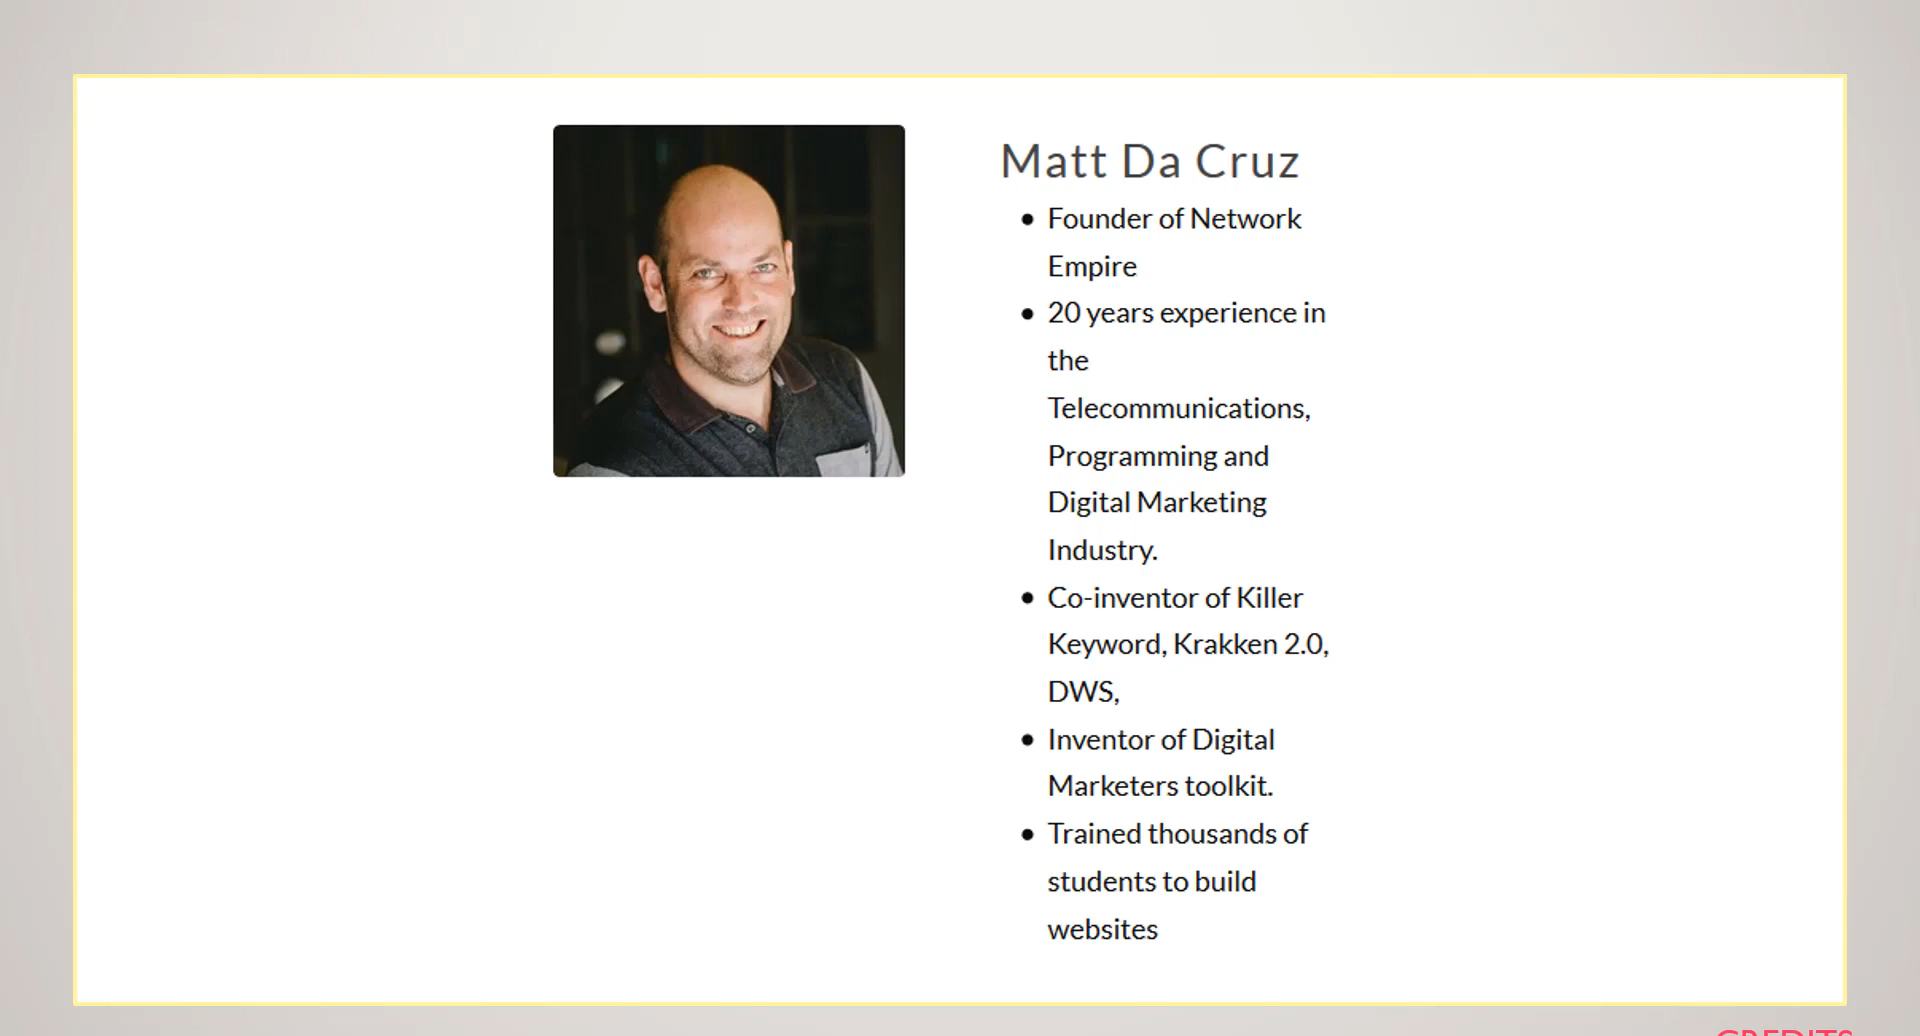 Matt Da Cruz
Founder of Network
Empire
20 years experience in
the
Telecommunications,
Programming and
Digital Marketing
Industry.
Co-inventor of Killer
Keyword, Krakken 2.0,
DWS,
Inventor of Digital
Marketers toolkit.
Trained thousands of
students to build
websites
CREDITS